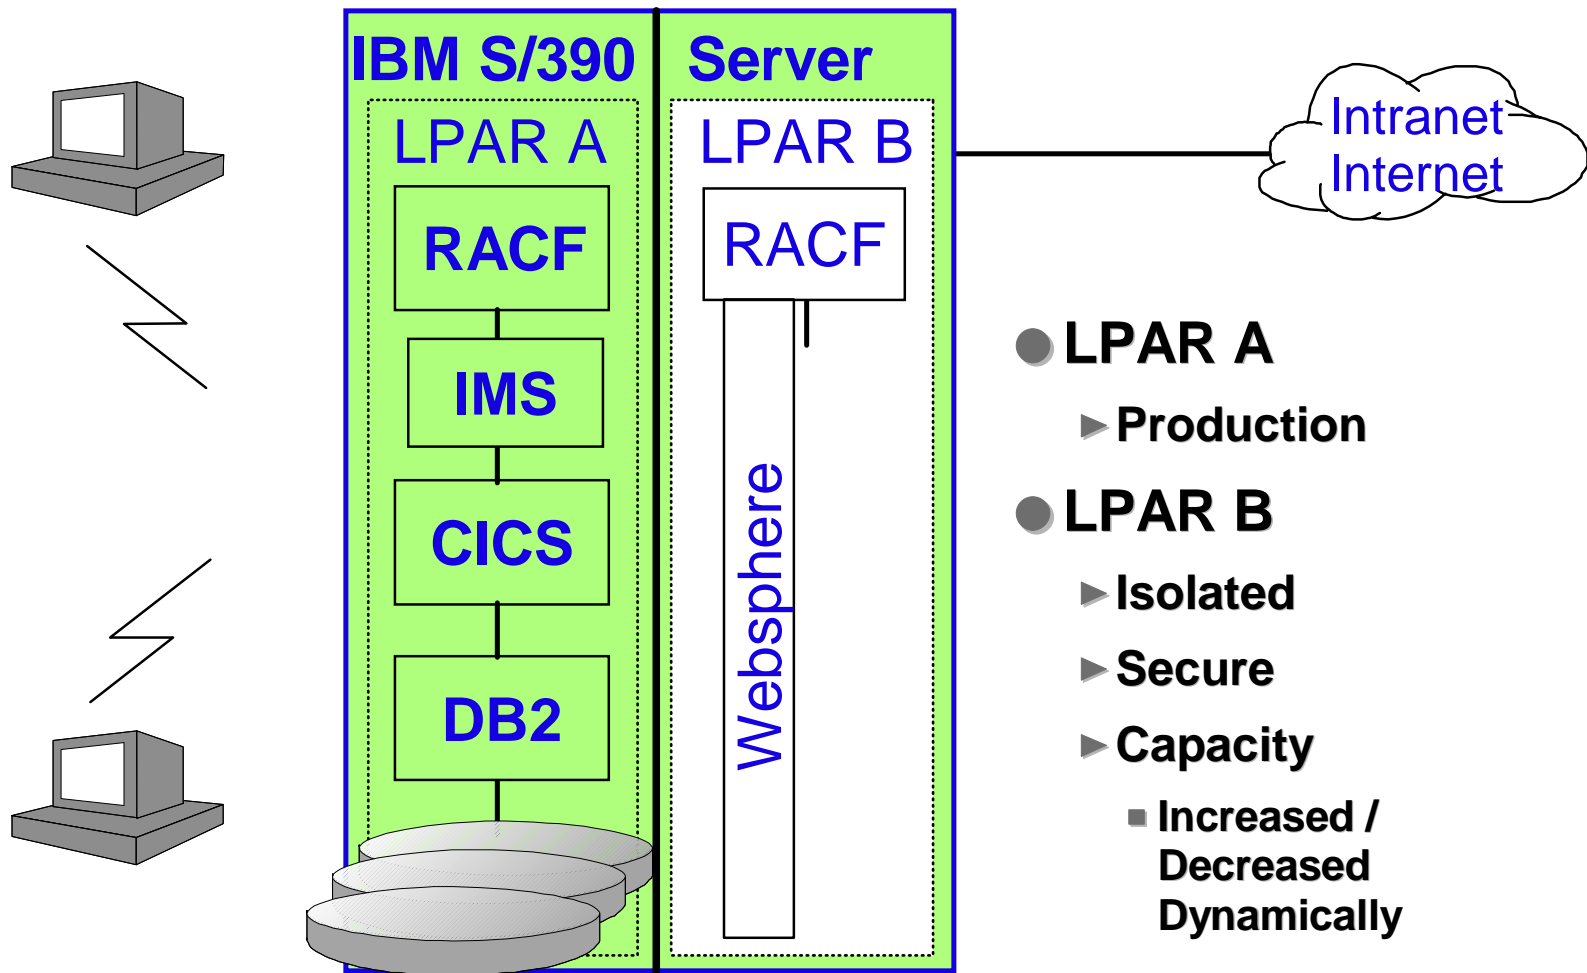 IBM S/390 Server
LPAR A
RACF
IMS
CICS
DB2
LPAR B
RACF
Websphere
Intranet
Internet
LPAR A
Production
LPAR B
Isolated
Secure
Capacity
Increased /
Decreased
Dynamically